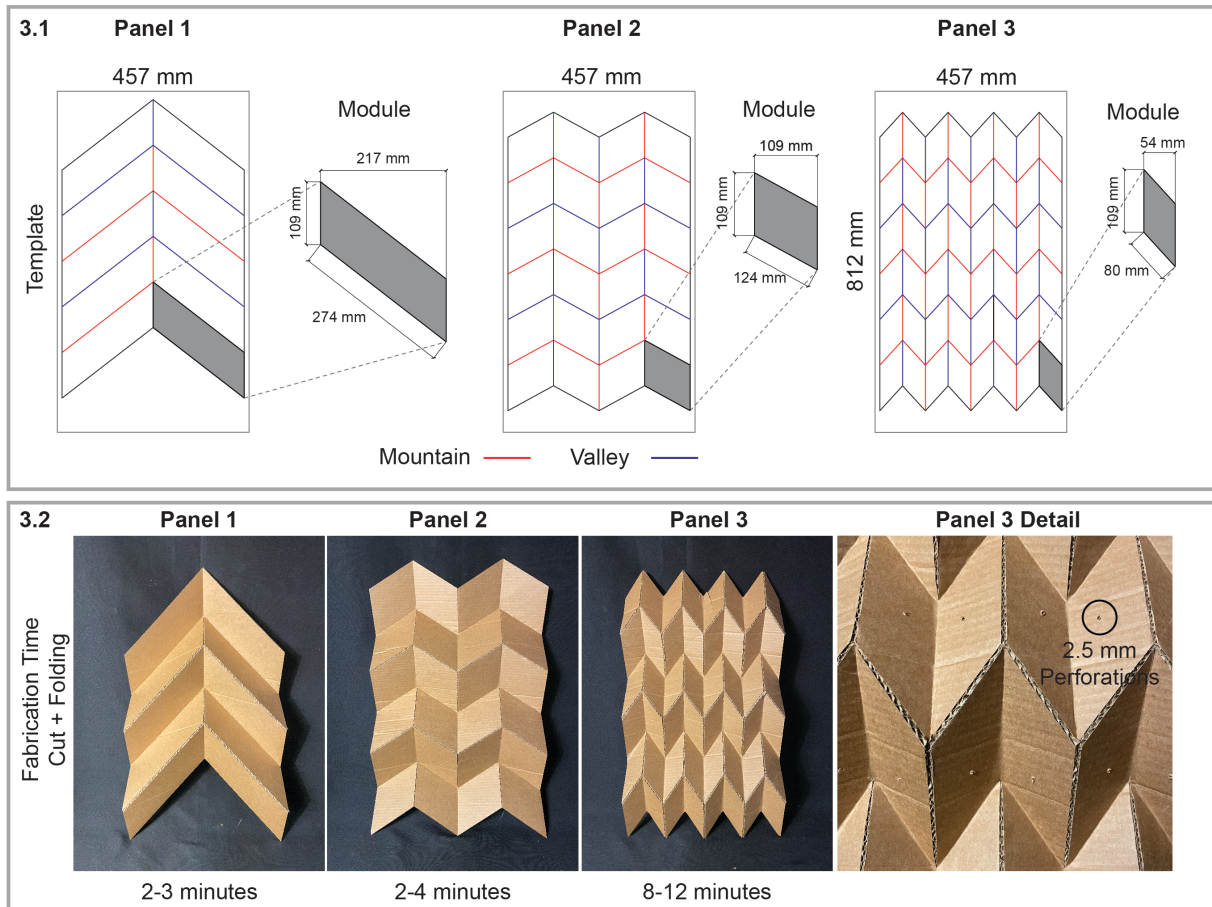 3.1
Panel 1
Panel 2
Panel 3
457 mm
457 mm
457 mm
Module
Module
Module
Template
217 mm
109 mm
274 mm
109 mm
109 mm
124 mm
812 mm
54 mm
109 mm
80 mm
Mountain
Valley
3.2
Panel 1
Panel 2
Panel 3
Panel 3 Detail
Fabrication Time
Cut + Folding
2.5 mm
Perforations
2-3 minutes
2-4 minutes
8-12 minutes